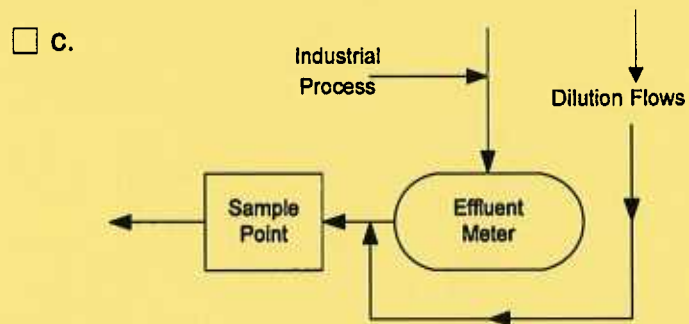 C.
Industrial
Process
Dilution Flows
Sample
Point
Effluent
Meter